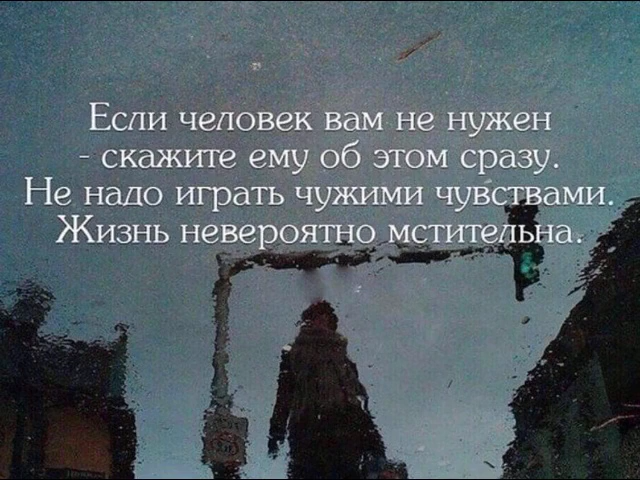 Если человек вам не нужен
- скажите ему об этом сразу.
Не надо играть чужими чувствами.
Жизнь невероятно мстительна.